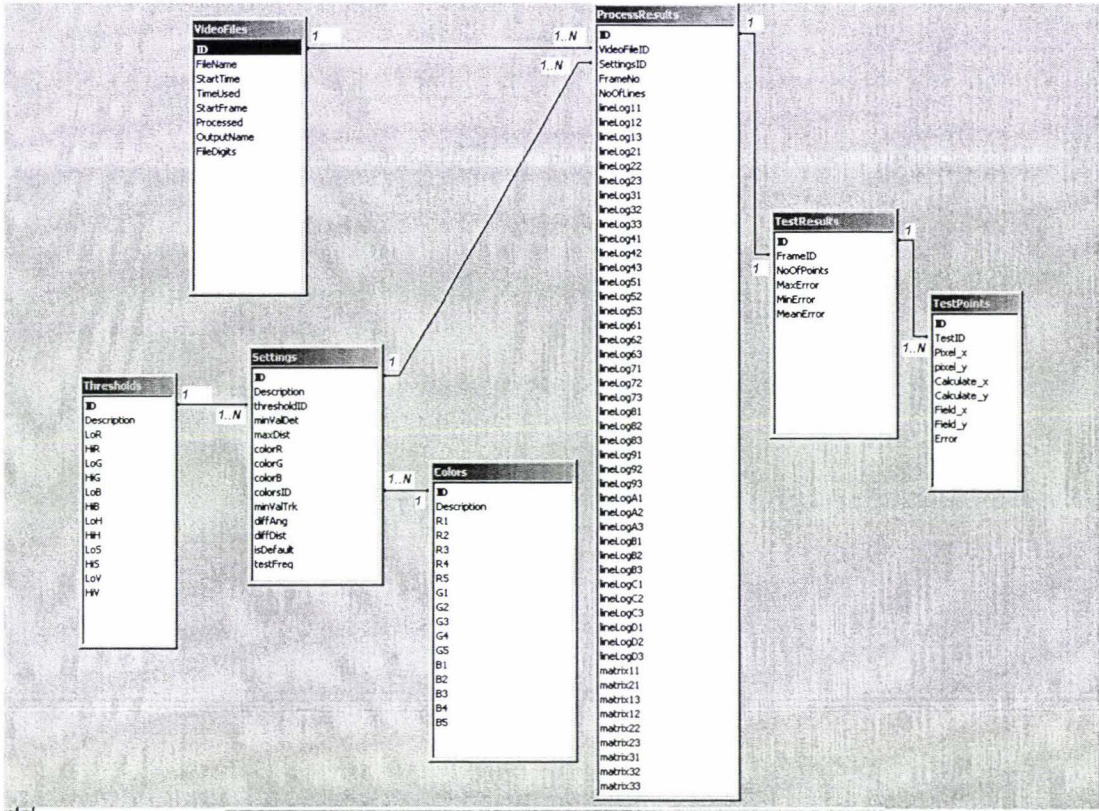 VideoFiles
ID
FileName
StartTime
TimeUsed
StartFrame
Processed
OutputName
FileDigits
1
1..N
1..N
ProcessResults
ID
VideoFileID
SettingsID
FrameNo
NoOfLines
lineLog11
lineLog12
lineLog13
lineLog21
lineLog22
lineLog23
lineLog31
lineLog32
lineLog33
lineLog41
lineLog42
lineLog43
lineLog51
lineLog52
lineLog53
lineLog61
lineLog62
lineLog63
lineLog71
lineLog72
lineLog73
lineLog81
lineLog82
lineLog83
lineLog91
lineLog92
lineLog93
lineLogA1
lineLogA2
lineLogA3
lineLogB1
lineLogB2
lineLogB3
lineLogC1
lineLogC2
lineLogC3
lineLogD1
lineLogD2
lineLogD3
matrix11
matrix21
matrix13
matrix12
matrix22
matrix23
matrix31
matrix32
matrix33
1
1
TestResults
ID
FrameID
NoOfPoints
MaxError
MinError
MeanError
1
1..N
TestPoints
ID
TestID
Pixel_x
pixel_y
Calculate_x
Calculate_y
Field_x
Field_y
Error
Thresholds
ID
Description
LoR
HiR
LoG
HiG
LoB
HiB
LoH
HiH
LoS
HiS
LoV
HiV
1
1..N
Settings
ID
Description
thresholdID
minValDet
maxDist
colorR
colorG
colorB
colorsID
minValTrk
diffAng
diffDist
isDefault
testFreq
1
1..N
1
Colors
ID
Description
R1
R2
R3
R4
R5
G1
G2
G3
G4
G5
B1
B2
B3
B4
B5